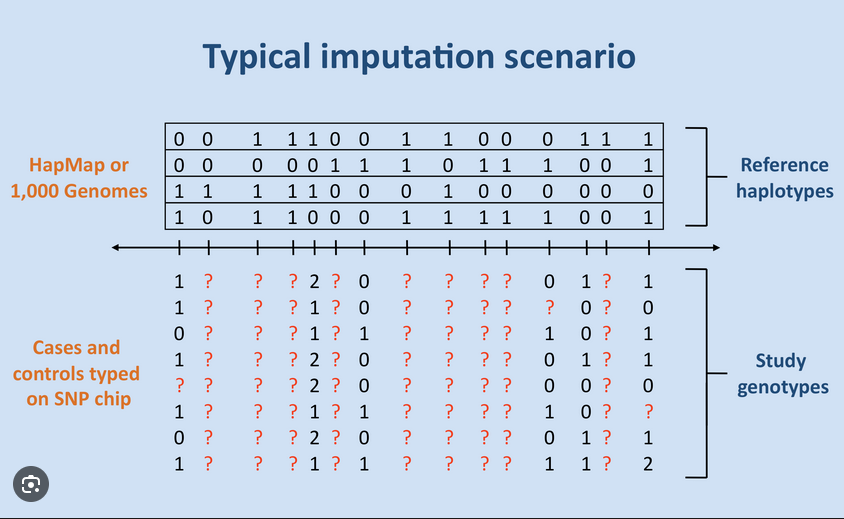 Typical imputation scenario
HapMap or
1,000 Genomes
0 0 1 1 1 0 0 1 1 0 0 0 1 1 1
0 0 0 0 0 1 1 1 0 1 1 1 0 0 1
1 1 1 1 1 0 0 0 1 0 0 0 0 0 0
1 0 1 1 0 0 0 1 1 1 1 1 0 0 1
Reference
haplotypes
Cases and
controls typed
on SNP chip
1 ? ? ? 2 ? 0 ? ? ? ? 0 1 ? 1
1 ? ? ? 1 ? 0 ? ? ? ? ? 0 ? 0
0 ? ? ? 1 ? 1 ? ? ? ? 1 0 ? 1
1 ? ? ? 2 ? 0 ? ? ? ? 0 1 ? 1
? ? ? ? 2 ? 0 ? ? ? ? 0 0 ? 0
1 ? ? ? 1 ? 1 ? ? ? ? 1 0 ? ?
0 ? ? ? 2 ? 0 ? ? ? ? 0 1 ? 1
1 ? ? ? 1 ? 1 ? ? ? ? 1 1 ? 2
Study
genotypes